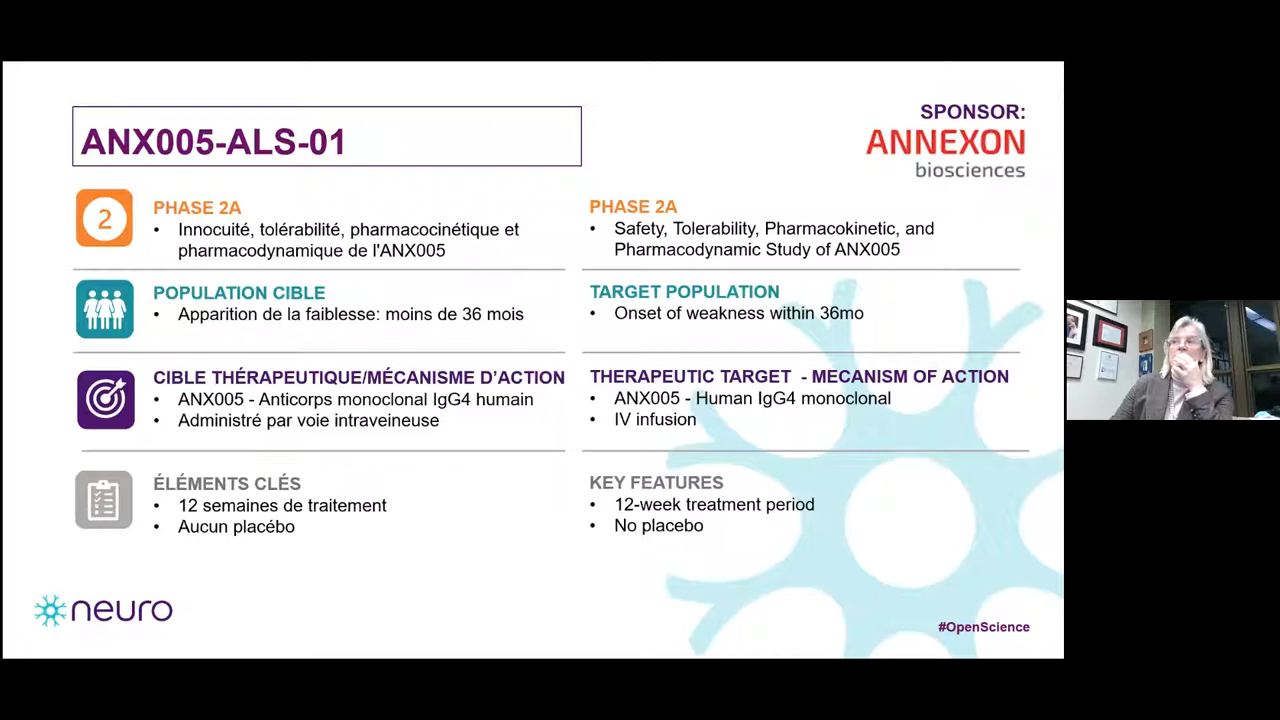 ANX005-ALS-01
SPONSOR:
ANNEXON
biosciences
2
PHASE 2A
• Innocuité, tolérabilité, pharmacocinétique et
pharmacodynamique de l'ANX005
PHASE 2A
• Safety, Tolerability, Pharmacokinetic, and
Pharmacodynamic Study of ANX005
POPULATION CIBLE
• Apparition de la faiblesse: moins de 36 mois
TARGET POPULATION
• Onset of weakness within 36mo
CIBLE THÉRAPEUTIQUE/MÉCANISME D’ACTION
• ANX005 - Anticorps monoclonal IgG4 humain
• Administré par voie intraveineuse
THERAPEUTIC TARGET - MECANISM OF ACTION
• ANX005 - Human IgG4 monoclonal
• IV infusion
ÉLÉMENTS CLÉS
• 12 semaines de traitement
• Aucun placébo
KEY FEATURES
• 12-week treatment period
• No placebo
neuro
#OpenScience